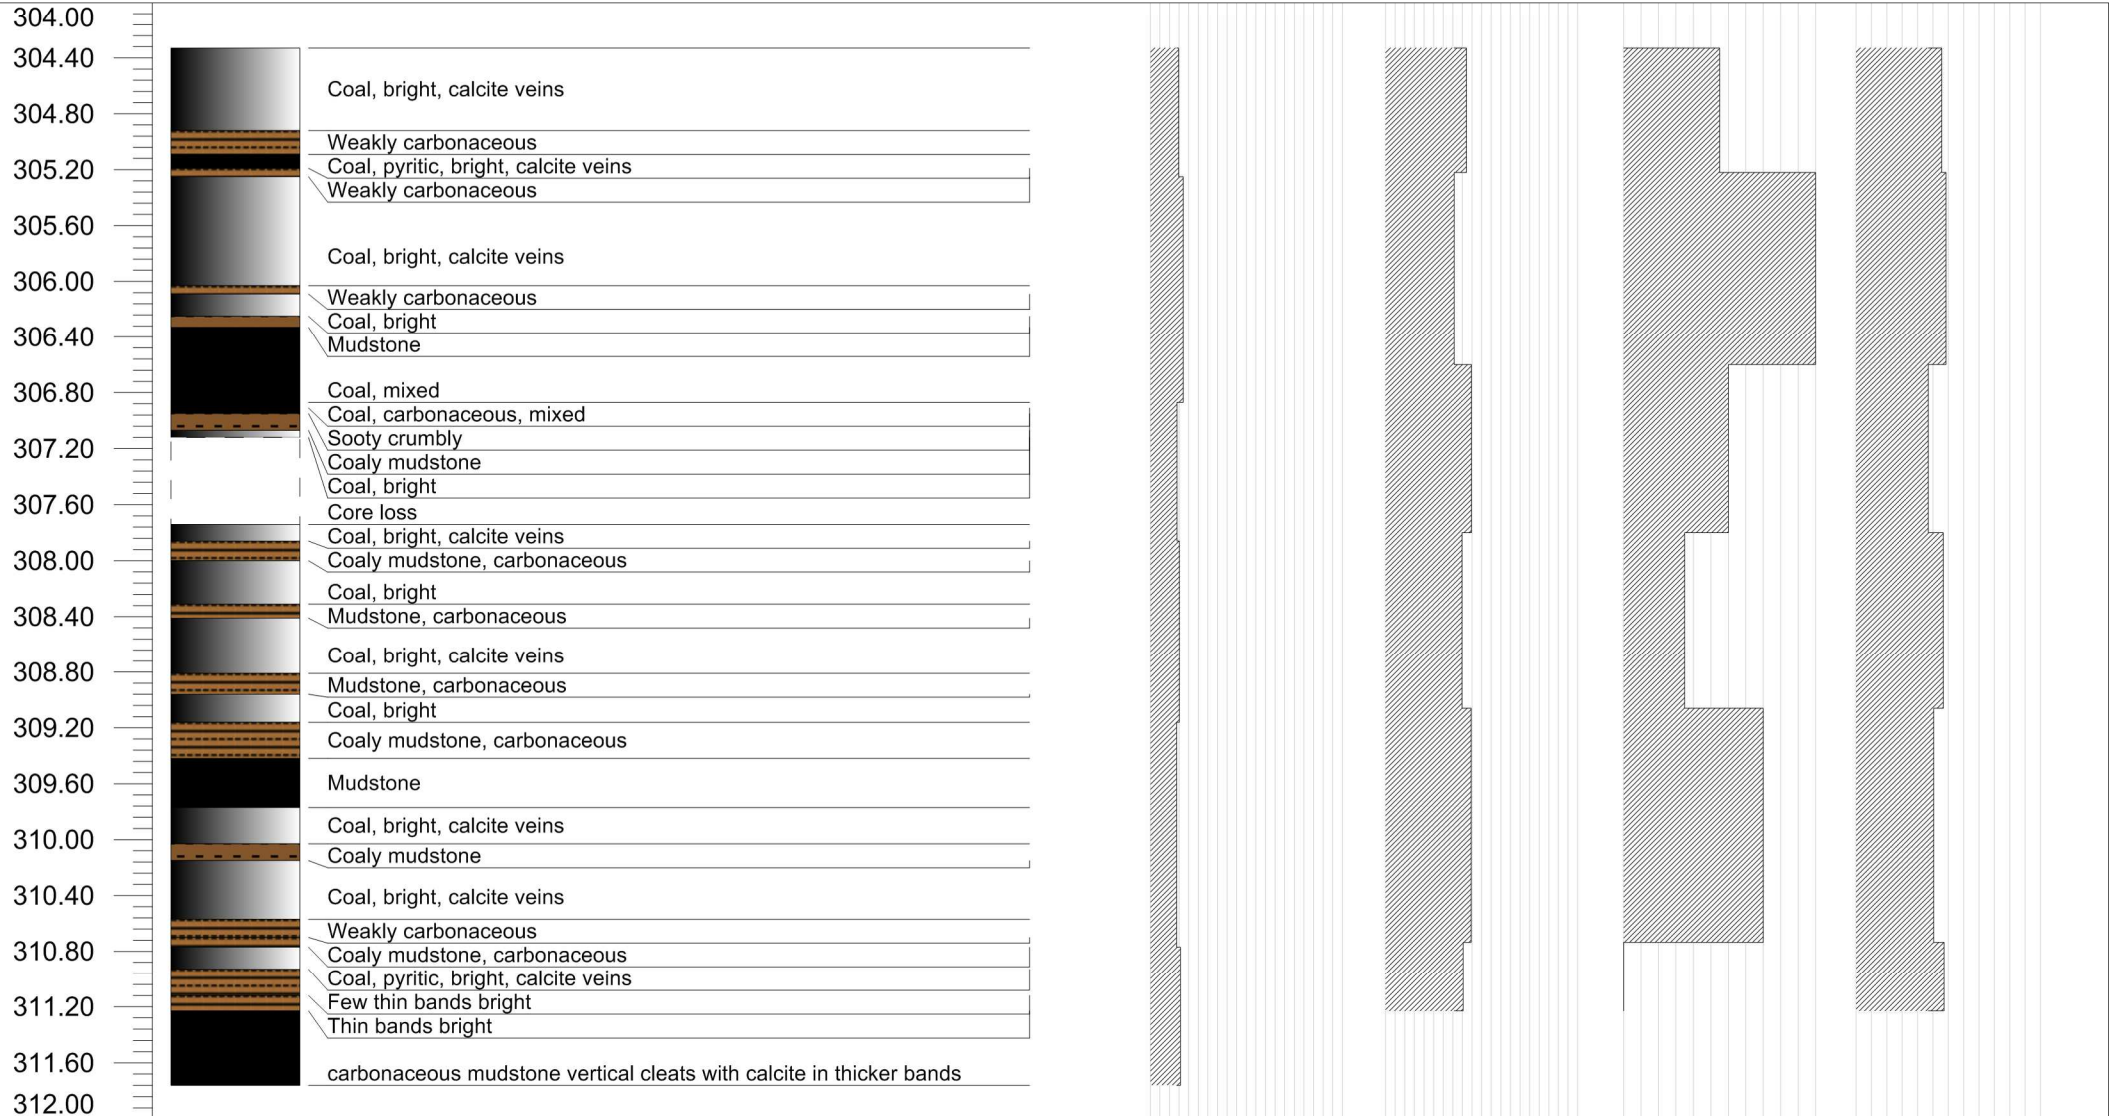 304.00
304.40
Coal, bright, calcite veins
304.80
Weakly carbonaceous
305.20
Coal, pyritic, bright, calcite veins
Weakly carbonaceous
305.60
Coal, bright, calcite veins
306.00
Weakly carbonaceous
Coal, bright
306.40
Mudstone
306.80
Coal, mixed
Coal, carbonaceous, mixed
307.20
Sooty crumbly
Coaly mudstone
Coal, bright
307.60
Core loss
Coal, bright, calcite veins
308.00
Coaly mudstone, carbonaceous
Coal, bright
308.40
Mudstone, carbonaceous
Coal, bright, calcite veins
308.80
Mudstone, carbonaceous
Coal, bright
309.20
Coaly mudstone, carbonaceous
309.60
Mudstone
Coal, bright, calcite veins
310.00
Coaly mudstone
310.40
Coal, bright, calcite veins
Weakly carbonaceous
310.80
Coaly mudstone, carbonaceous
Coal, pyritic, bright, calcite veins
311.20
Few thin bands bright
Thin bands bright
311.60
carbonaceous mudstone vertical cleats with calcite in thicker bands
312.00